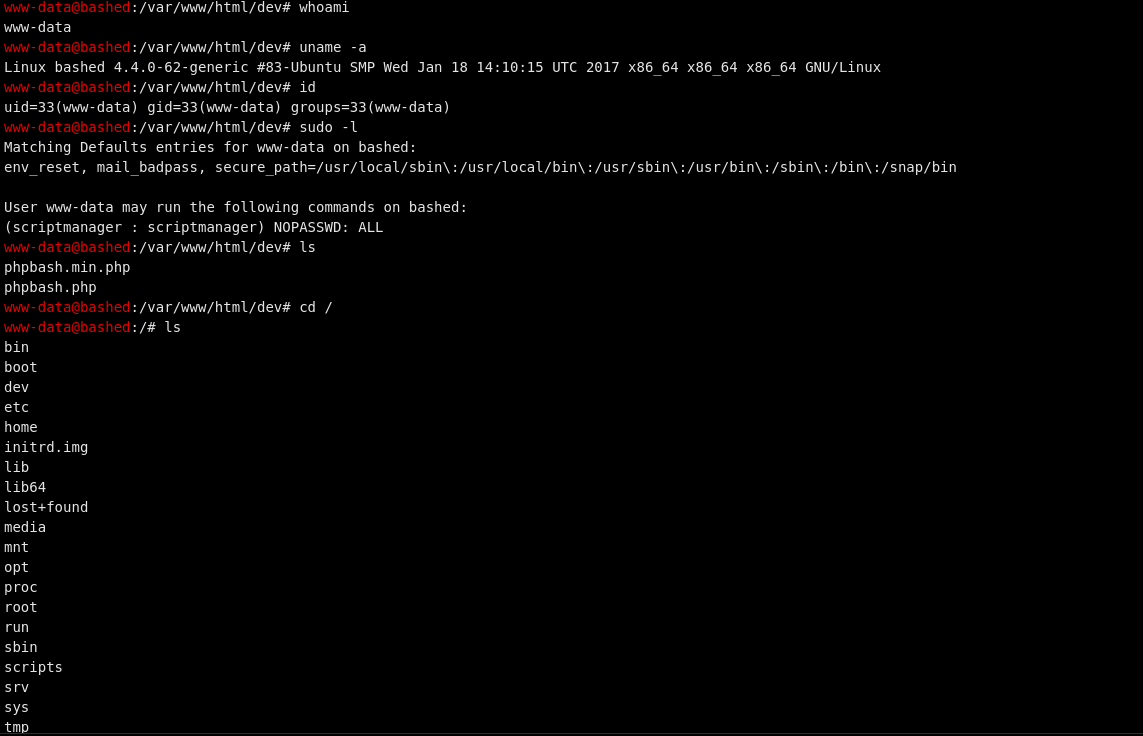 www-data@bashed:/var/www/html/dev# whoami
www-data
www-data@bashed:/var/www/html/dev# uname -a
Linux bashed 4.4.0-62-generic #83-Ubuntu SMP Wed Jan 18 14:10:15 UTC 2017 x86_64 x86_64 x86_64 GNU/Linux
www-data@bashed:/var/www/html/dev# id
uid=33(www-data) gid=33(www-data) groups=33(www-data)
www-data@bashed:/var/www/html/dev# sudo -l
Matching Defaults entries for www-data on bashed:
env_reset, mail_badpass, secure_path=/usr/local/sbin\:/usr/local/bin\:/usr/sbin\:/usr/bin\:/sbin\:/bin\:/snap/bin

User www-data may run the following commands on bashed:
(scriptmanager : scriptmanager) NOPASSWD: ALL
www-data@bashed:/var/www/html/dev# ls
phpbash.min.php
phpbash.php
www-data@bashed:/var/www/html/dev# cd /
www-data@bashed:/# ls
bin
boot
dev
etc
home
initrd.img
lib
lib64
lost+found
media
mnt
opt
proc
root
run
sbin
scripts
srv
sys
tmp